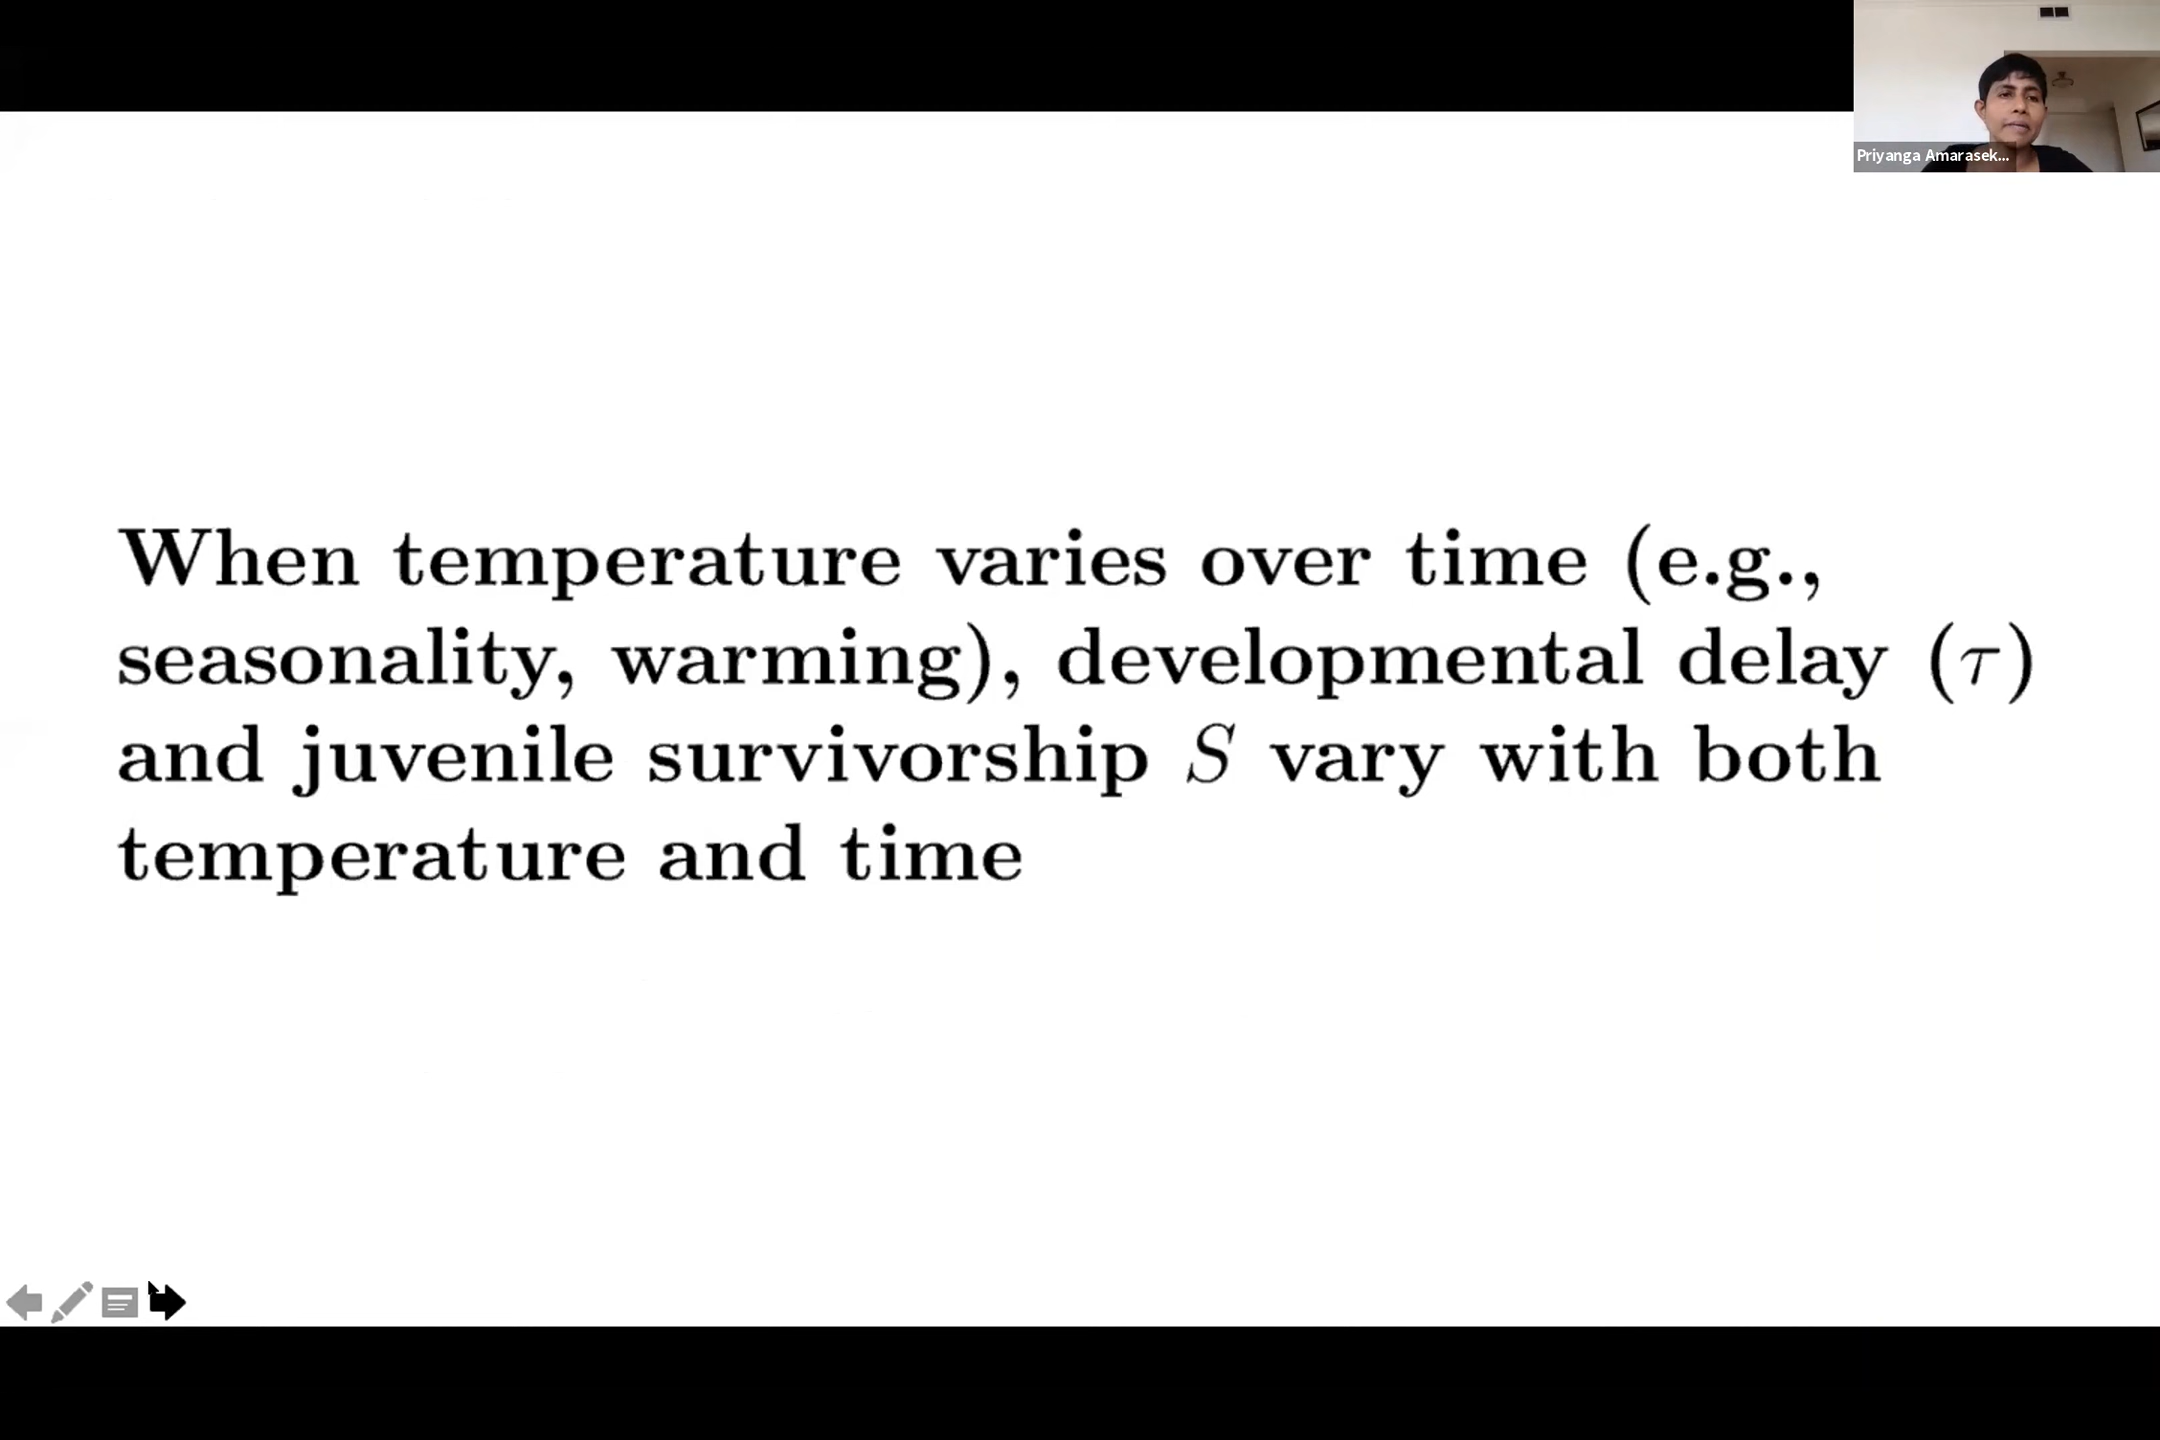 Priyanga Amarasek...
When temperature varies over time (e.g.,
seasonality, warming), developmental delay (τ)
and juvenile survivorship S vary with both
temperature and time